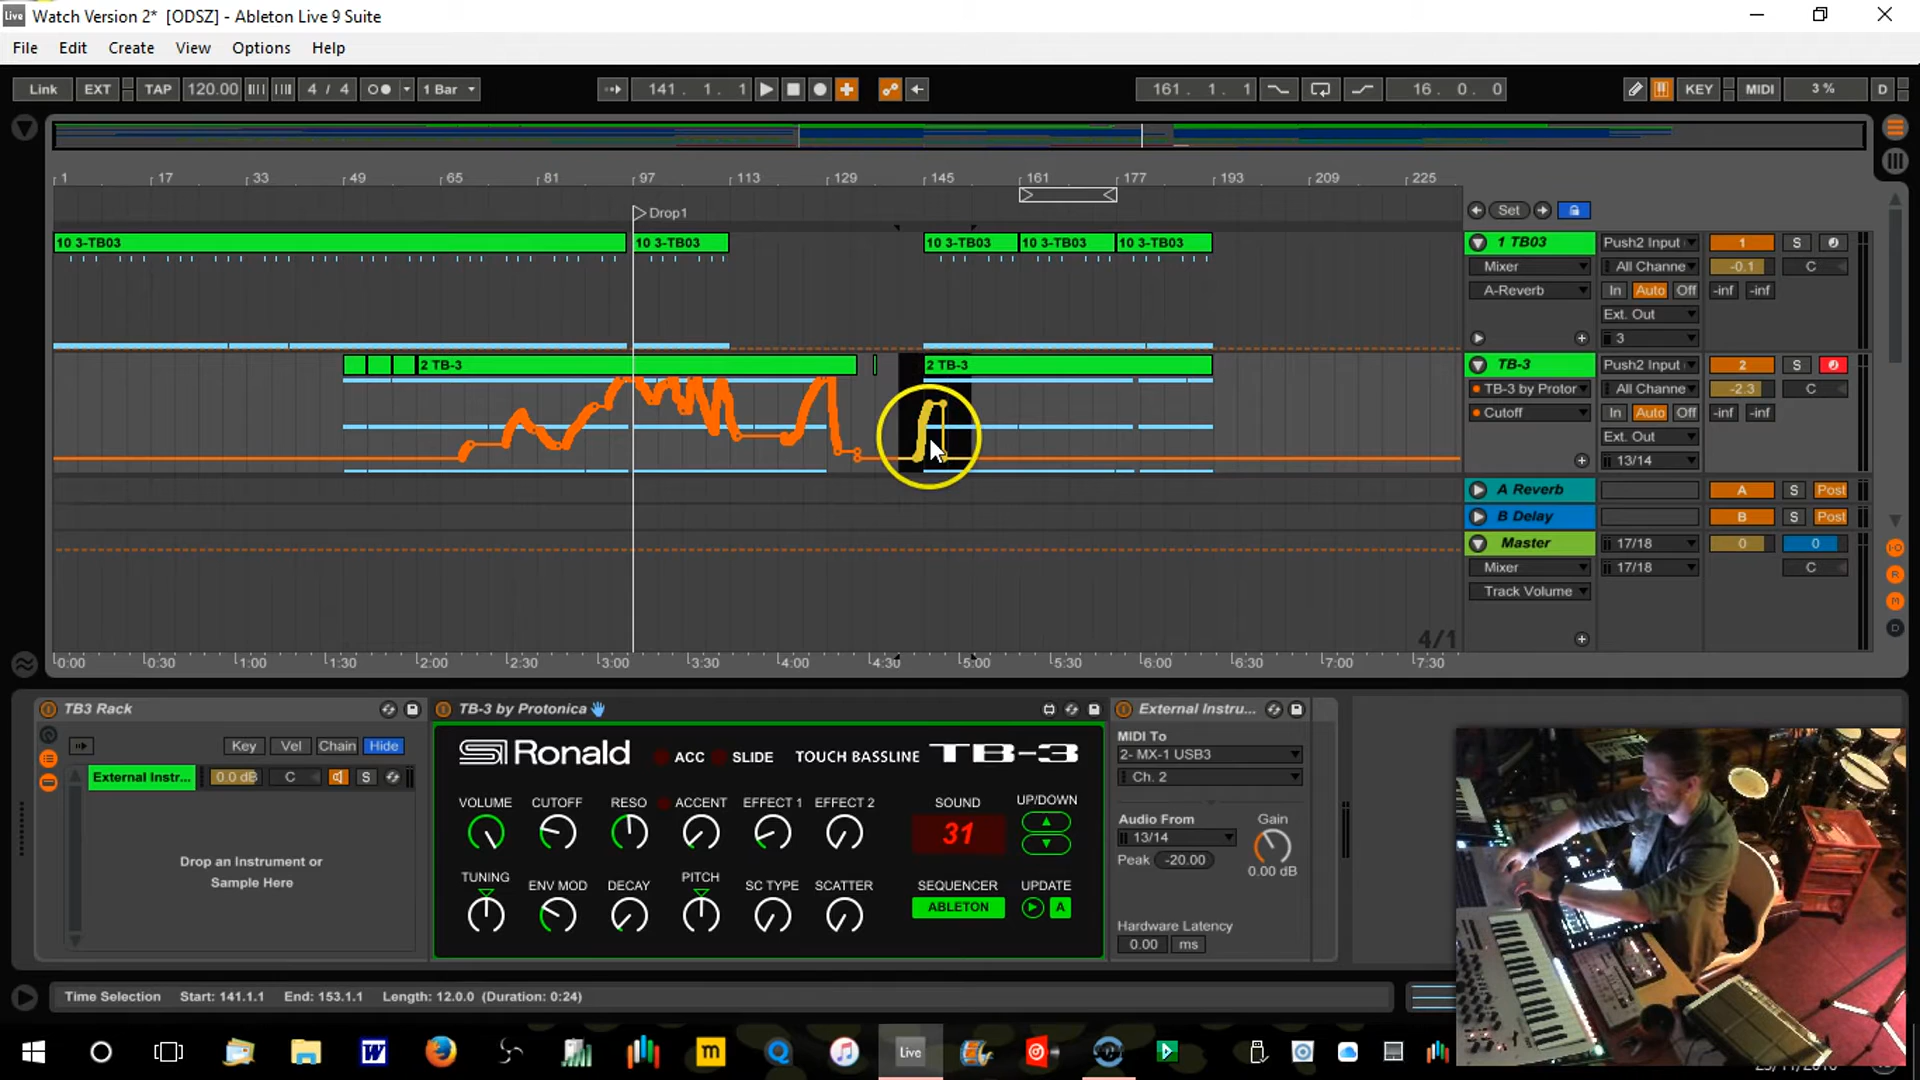 Live Watch Version 2* [ODSZ] - Ableton Live 9 Suite
File Edit Create View Options Help
Link EXT TAP 120.00 4 / 4 1 Bar 141. 1. 1 161. 1. 1 16. 0. 0 KEY MIDI 3 % D
1 17 33 49 65 81 97 113 129 145 161 177 193 209 225
Drop1
Set
10 3-TB03 10 3-TB03 10 3-TB03 10 3-TB03 10 3-TB03 1 TB03 Push2 Input 1 S
Mixer All Channe -0.1 C
A-Reverb In Auto Off -inf -inf
Ext. Out
3
2 TB-3 2 TB-3 TB-3 Push2 Input 2 S
TB-3 by Protor All Channe -2.3 C
Cutoff In Auto Off -inf -inf
Ext. Out
13/14
A Reverb A S Post
B Delay B S Post
Master 17/18 0 0
Mixer 17/18 C
Track Volume
4/1
0:00 0:30 1:00 1:30 2:00 2:30 3:00 3:30 4:00 4:30 5:00 5:30 6:00 6:30 7:00 7:30
I-O
R
M
D
TB3 Rack
Key Vel Chain Hide
External Instr... 0.0 dB C S
Drop an Instrument or
Sample Here
TB-3 by Protonica
Ronald ACC SLIDE TOUCH BASSLINE TB-3
VOLUME CUTOFF RESO ACCENT EFFECT 1 EFFECT 2 SOUND UP/DOWN
31
TUNING ENV MOD DECAY PITCH SC TYPE SCATTER SEQUENCER UPDATE
ABLETON A
External Instru...
MIDI To
2- MX-1 USB3
Ch. 2
Audio From Gain
13/14
Peak -20.00 0.00 dB
Hardware Latency
0.00 ms
Time Selection Start: 141.1.1 End: 153.1.1 Length: 12.0.0 (Duration: 0:24)
W m Live